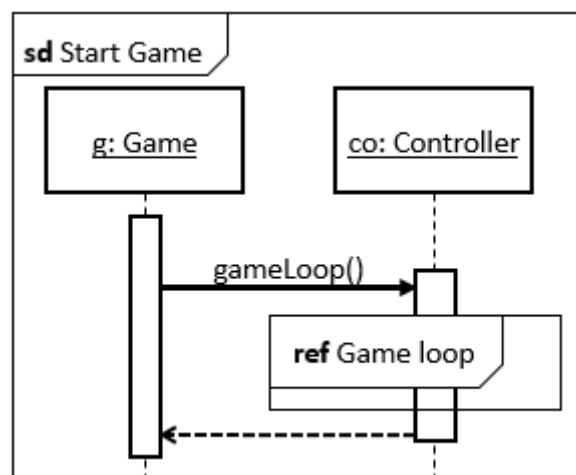 sd Start Game
g: Game
co: Controller
gameLoop()
ref Game loop